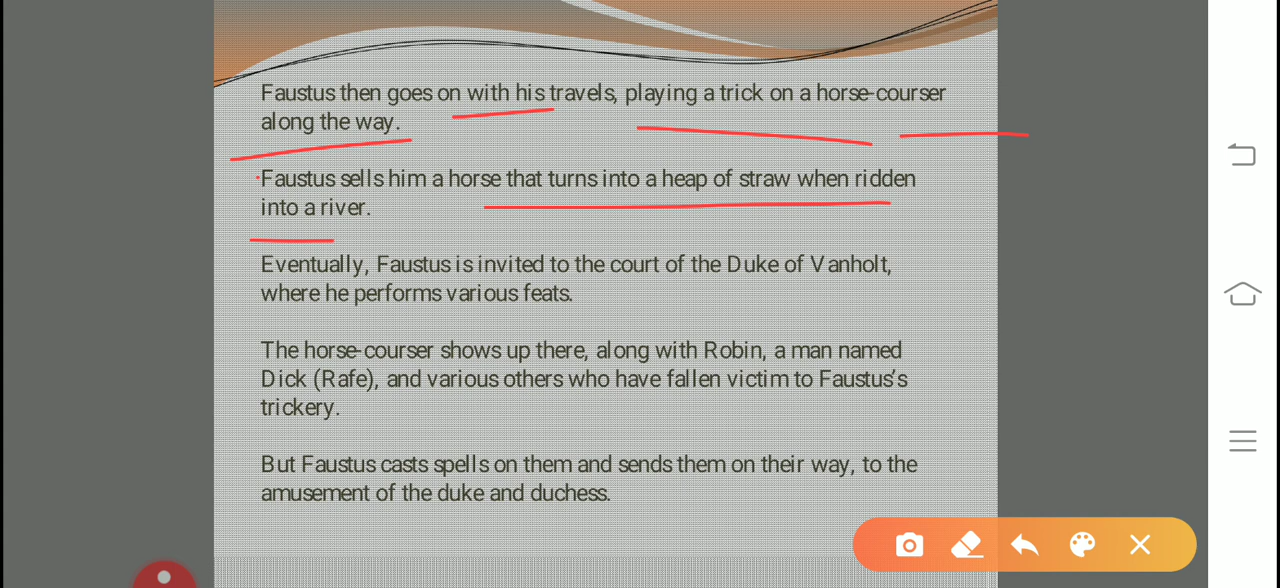 Faustus then goes on with his travels, playing a trick on a horse-courser
along the way.
Faustus sells him a horse that turns into a heap of straw when ridden
into a river.
Eventually, Faustus is invited to the court of the Duke of Vanholt,
where he performs various feats.
The horse-courser shows up there, along with Robin, a man named
Dick (Rafe), and various others who have fallen victim to Faustus's
trickery.
But Faustus casts spells on them and sends them on their way, to the
amusement of the duke and duchess.